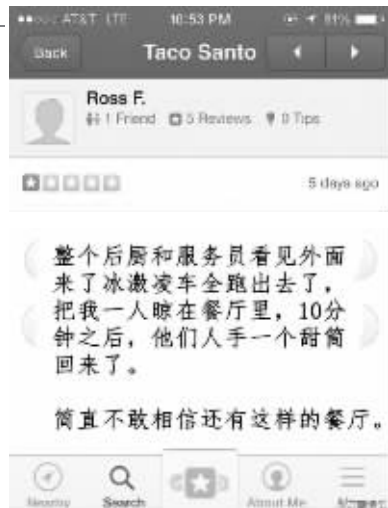 AT&T LTE 10:53 PM 81%
Back Taco Santo
Ross F.
1 Friend 5 Reviews 0 Tips
5 days ago
整个后厨和服务员看见外面
来了冰激凌车全跑出去了，
把我一人晾在餐厅里，10分
钟之后，他们人手一个甜筒
回来了。
简直不敢相信还有这样的餐厅。
Nearby Search About Me